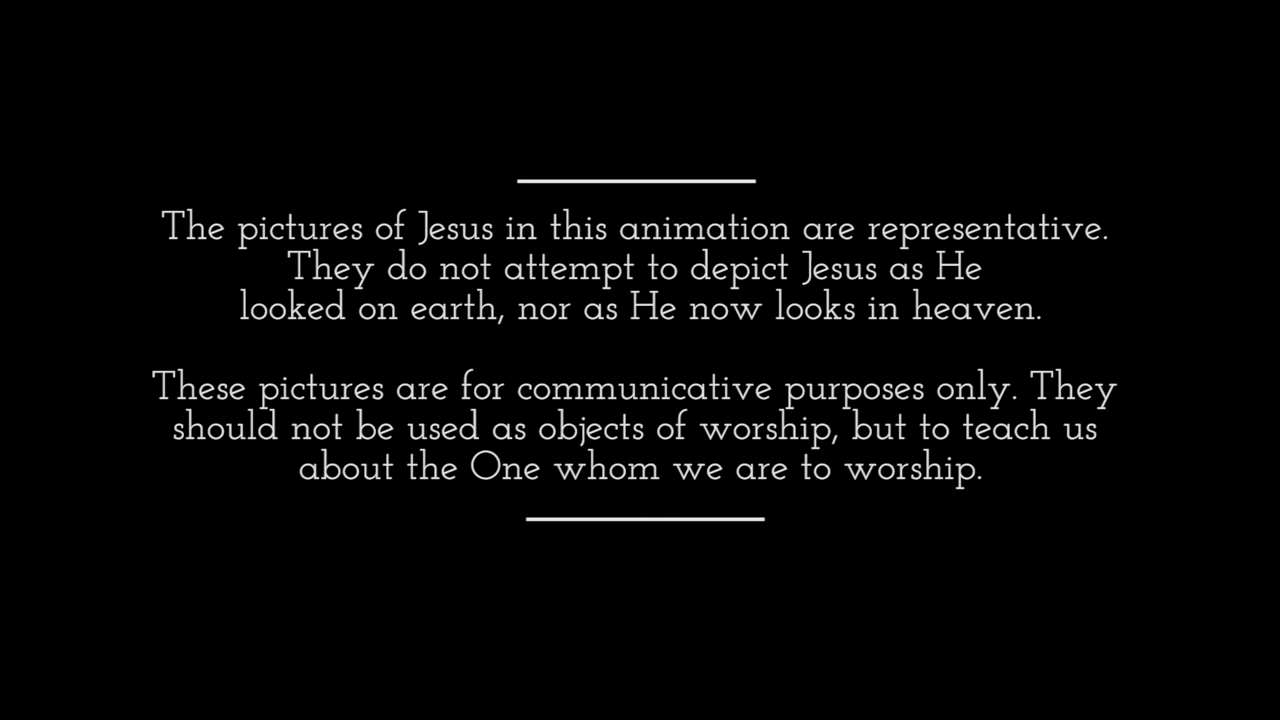 The pictures of Jesus in this animation are representative.
They do not attempt to depict Jesus as He
looked on earth, nor as He now looks in heaven.
These pictures are for communicative purposes only. They
should not be used as objects of worship, but to teach us
about the One whom we are to worship.